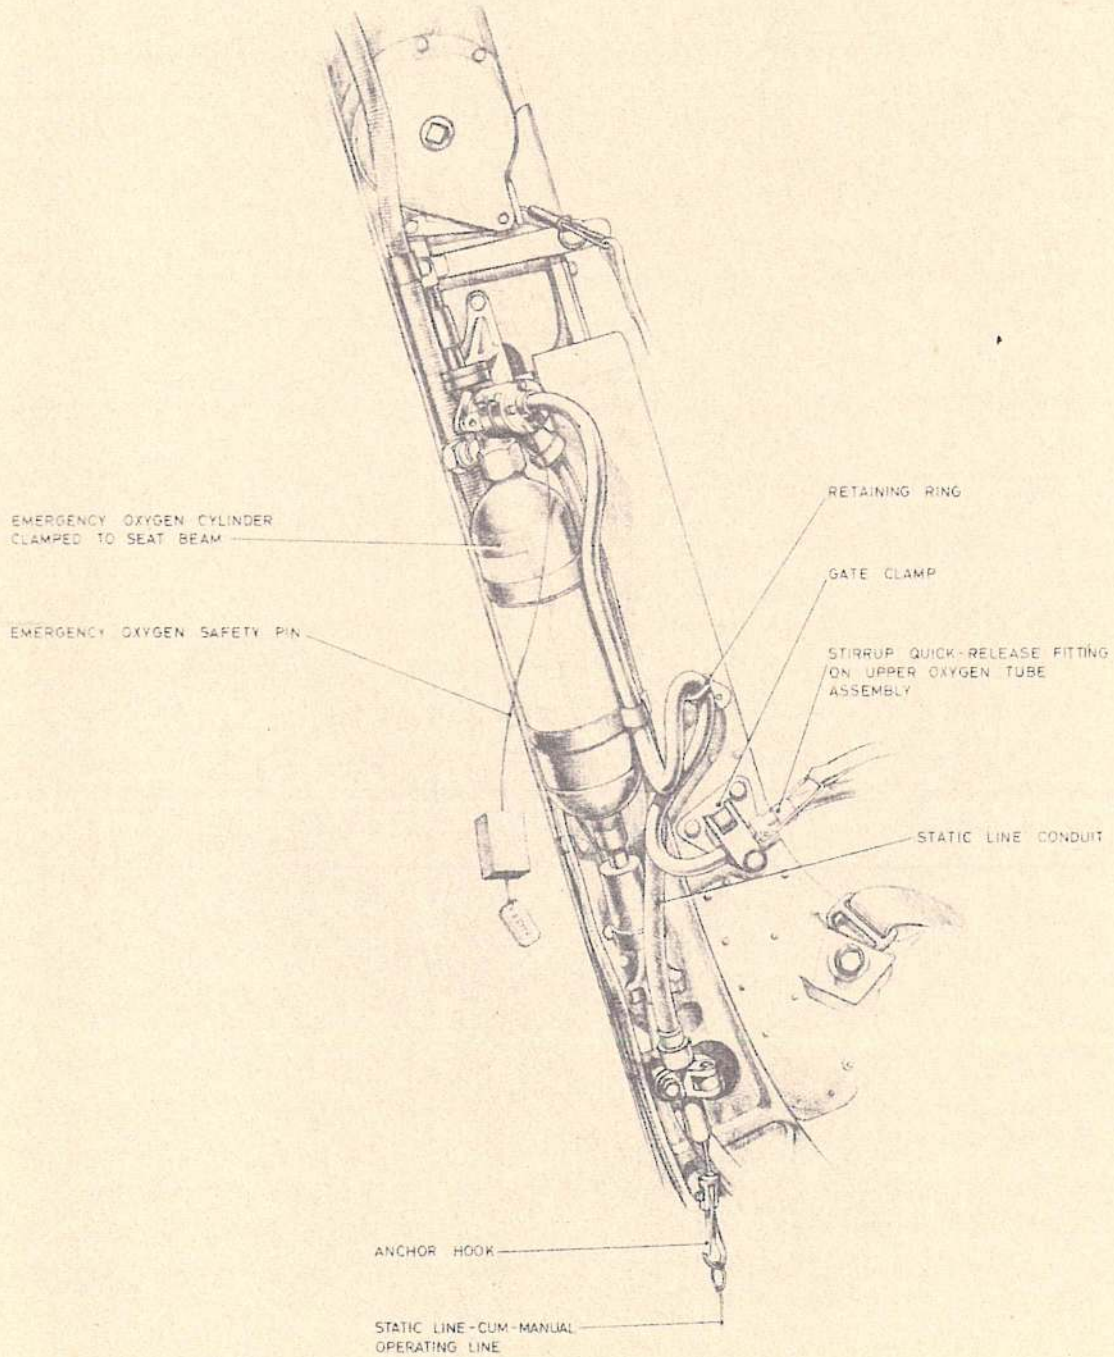 RETAINING RING
EMERGENCY OXYGEN CYLINDER
CLAMPED TO SEAT BEAM
GATE CLAMP
EMERGENCY OXYGEN SAFETY PIN
STIRRUP QUICK-RELEASE FITTING
ON UPPER OXYGEN TUBE
ASSEMBLY
STATIC LINE CONDUIT
ANCHOR HOOK
STATIC LINE-CUM-MANUAL
OPERATING LINE